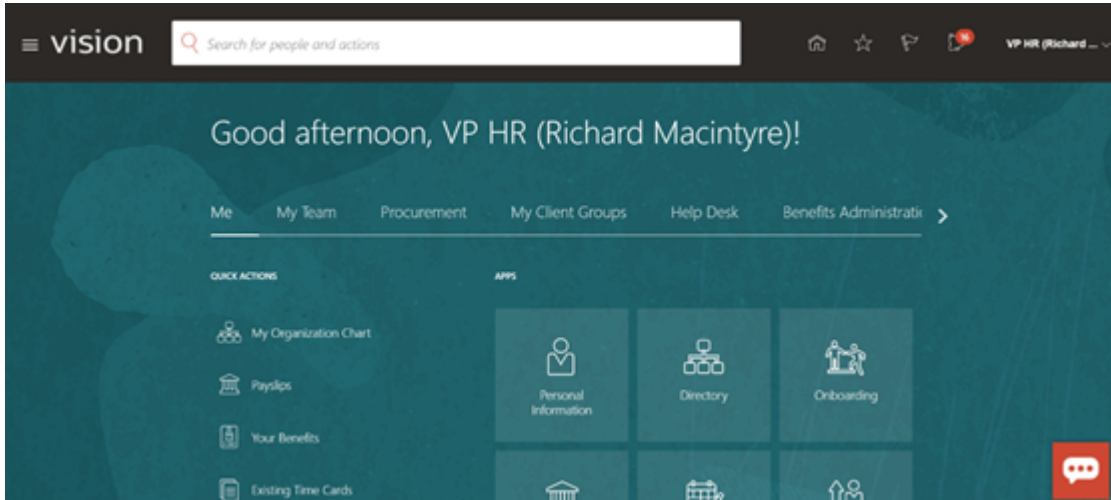 vision
Search for people and actions
16
VP HR (Richard ...
Good afternoon, VP HR (Richard Macintyre)!
Me
My Team
Procurement
My Client Groups
Help Desk
Benefits Administratic
QUICK ACTIONS
APPS
My Organization Chart
Payslips
Your Benefits
Existing Time Cards
Personal
Information
Directory
Onboarding